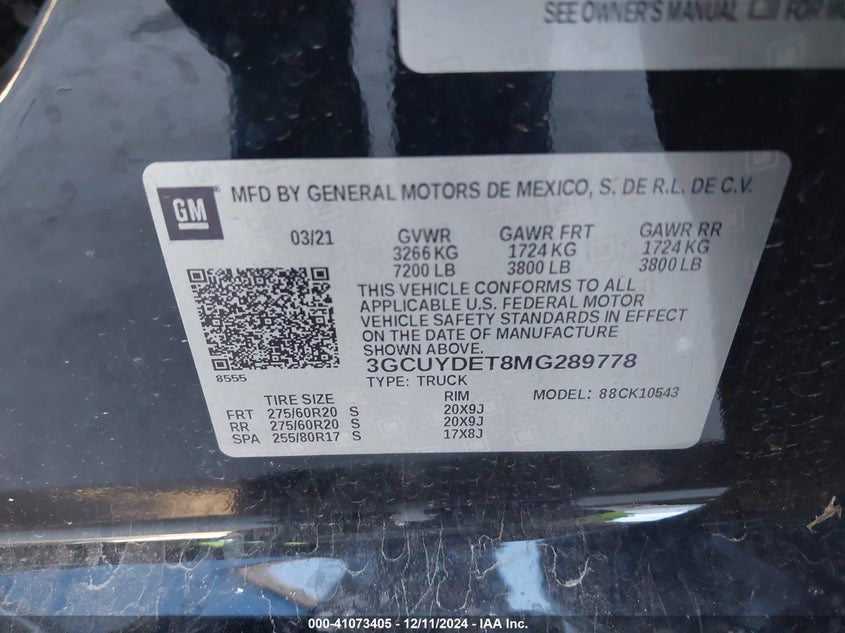 SEE OWNER'S MANUAL FOR
GM
MFD BY GENERAL MOTORS DE MEXICO, S. DE R.L. DE C.V.
03/21 GVWR GAWR FRT GAWR RR
3266 KG 1724 KG 1724 KG
7200 LB 3800 LB 3800 LB
THIS VEHICLE CONFORMS TO ALL
APPLICABLE U.S. FEDERAL MOTOR
VEHICLE SAFETY STANDARDS IN EFFECT
ON THE DATE OF MANUFACTURE
SHOWN ABOVE.
8555
3GCUYDET8MG289778
TYPE: TRUCK MODEL: 88CK10543
TIRE SIZE RIM
FRT 275/60R20 S 20X9J
RR 275/60R20 S 20X9J
SPA 255/80R17 S 17X8J
000-41073405 - 12/11/2024 - IAA Inc.